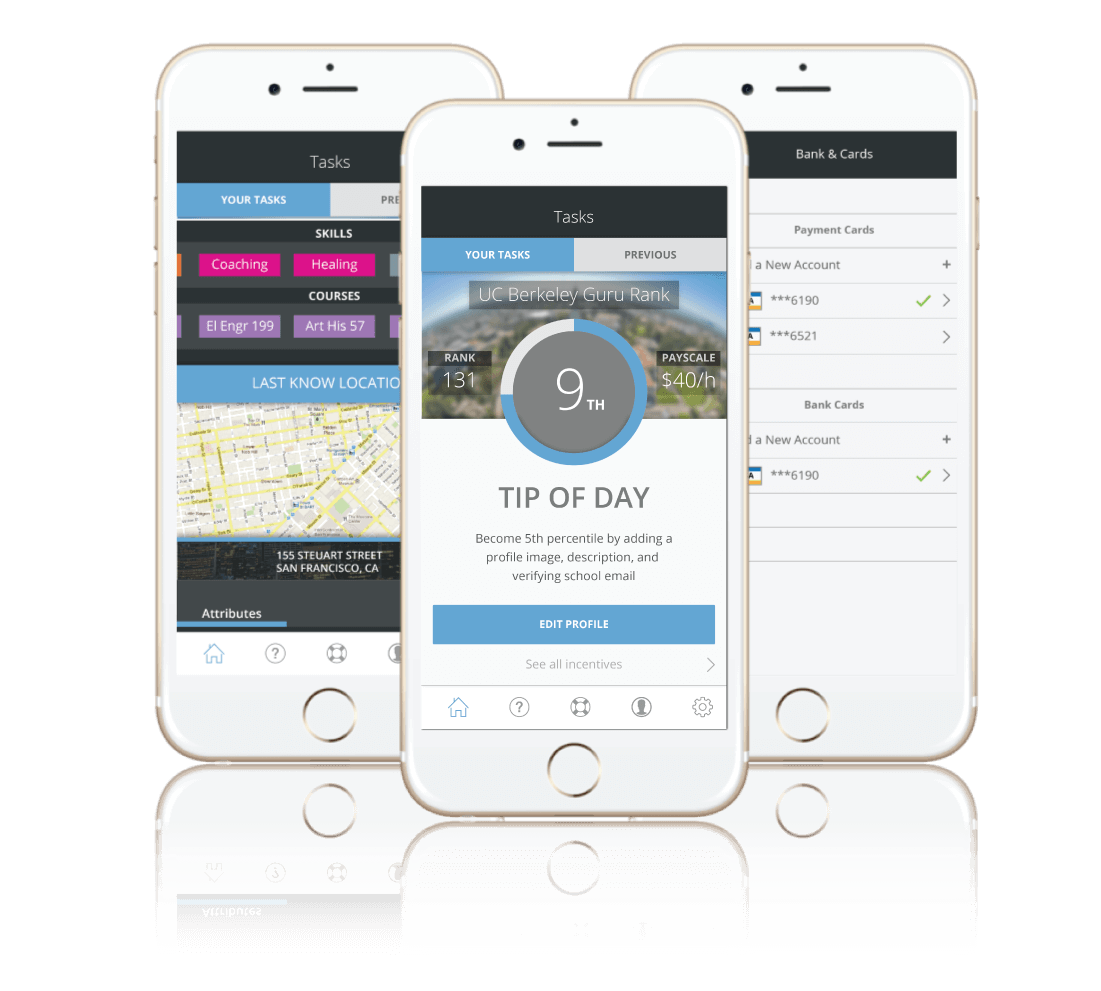 Tasks
YOUR TASKS
PRE
SKILLS
Coaching
Healing
COURSES
El Engr 199
Art His 57
LAST KNOW LOCATIO
155 STEUART STREET
SAN FRANCISCO, CA
Attributes
Tasks
YOUR TASKS
PREVIOUS
UC Berkeley Guru Rank
RANK
131
9TH
PAYSCALE
$40/h
TIP OF DAY
Become 5th percentile by adding a
profile image, description, and
verifying school email
EDIT PROFILE
See all incentives
Bank & Cards
Payment Cards
a New Account
***6190
***6521
Bank Cards
a New Account
***6190